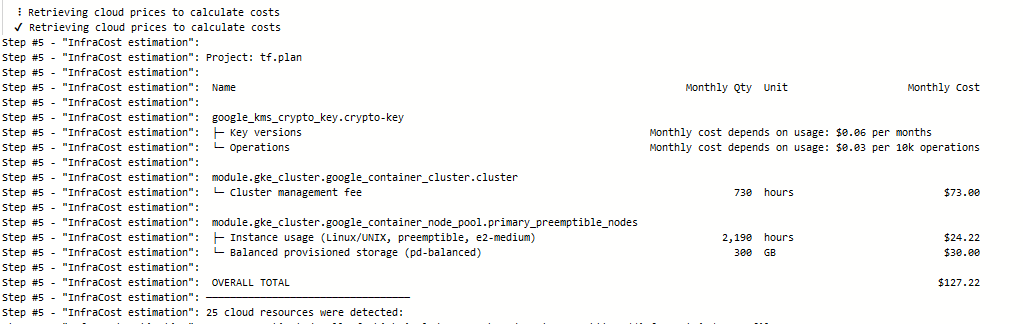 ⠇ Retrieving cloud prices to calculate costs
✓ Retrieving cloud prices to calculate costs
Step #5 - "InfraCost estimation":
Step #5 - "InfraCost estimation": Project: tf.plan
Step #5 - "InfraCost estimation":
Step #5 - "InfraCost estimation":  Name                                                                           Monthly Qty  Unit                    Monthly Cost
Step #5 - "InfraCost estimation":
Step #5 - "InfraCost estimation":  google_kms_crypto_key.crypto-key
Step #5 - "InfraCost estimation":  ├─ Key versions                                                          Monthly cost depends on usage: $0.06 per months
Step #5 - "InfraCost estimation":  └─ Operations                                                            Monthly cost depends on usage: $0.03 per 10k operations
Step #5 - "InfraCost estimation":
Step #5 - "InfraCost estimation":  module.gke_cluster.google_container_cluster.cluster
Step #5 - "InfraCost estimation":  └─ Cluster management fee                                                              730  hours                         $73.00
Step #5 - "InfraCost estimation":
Step #5 - "InfraCost estimation":  module.gke_cluster.google_container_node_pool.primary_preemptible_nodes
Step #5 - "InfraCost estimation":  ├─ Instance usage (Linux/UNIX, preemptible, e2-medium)                               2,190  hours                         $24.22
Step #5 - "InfraCost estimation":  └─ Balanced provisioned storage (pd-balanced)                                          300  GB                            $30.00
Step #5 - "InfraCost estimation":
Step #5 - "InfraCost estimation":  OVERALL TOTAL                                                                                                            $127.22
Step #5 - "InfraCost estimation": ──────────────────────────────────
Step #5 - "InfraCost estimation": 25 cloud resources were detected: